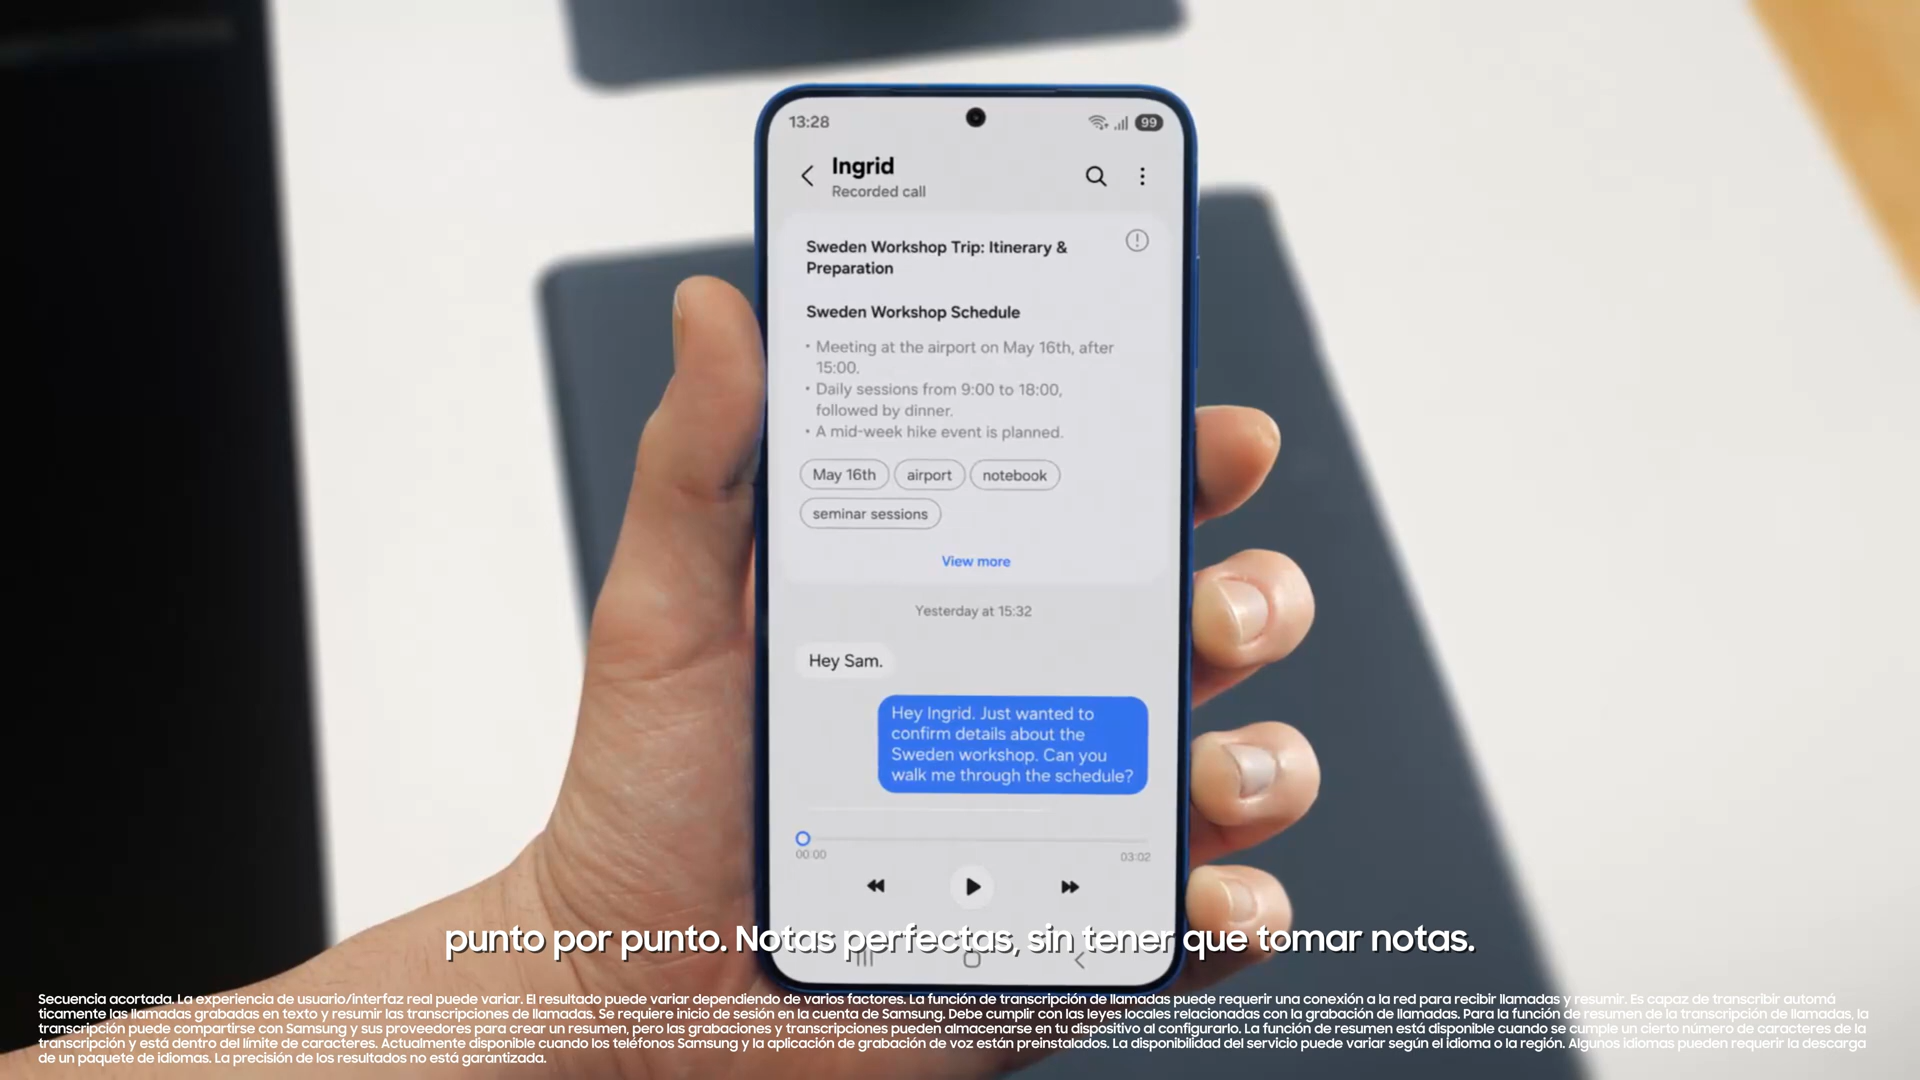 13:28
99
Ingrid
Recorded call
Sweden Workshop Trip: Itinerary &
Preparation
Sweden Workshop Schedule
• Meeting at the airport on May 16th, after
15:00.
• Daily sessions from 9:00 to 18:00,
followed by dinner.
• A mid-week hike event is planned.
May 16th airport notebook
seminar sessions
View more
Yesterday at 15:32
Hey Sam.
Hey Ingrid. Just wanted to
confirm details about the
Sweden workshop. Can you
walk me through the schedule?
00:00 03:02
punto por punto. Notas perfectas, sin tener que tomar notas.
Secuencia acortada. La experiencia de usuario/interfaz real puede variar. El resultado puede variar dependiendo de varios factores. La función de transcripción de llamadas puede requerir una conexión a la red para recibir llamadas y resumir. Es capaz de transcribir automá
ticamente las llamadas grabadas en texto y resumir las transcripciones de llamadas. Se requiere inicio de sesión en la cuenta de Samsung. Debe cumplir con las leyes locales relacionadas con la grabación de llamadas. Para la función de resumen de la transcripción de llamadas, la
transcripción puede compartirse con Samsung y sus proveedores para crear un resumen, pero las grabaciones y transcripciones pueden almacenarse en tu dispositivo al configurarlo. La función de resumen está disponible cuando se cumple un cierto número de caracteres de la
transcripción y está dentro del límite de caracteres. Actualmente disponible cuando los teléfonos Samsung y la aplicación de grabación de voz están preinstalados. La disponibilidad del servicio puede variar según el idioma o la región. Algunos idiomas pueden requerir la descarga
de un paquete de idiomas. La precisión de los resultados no está garantizada.